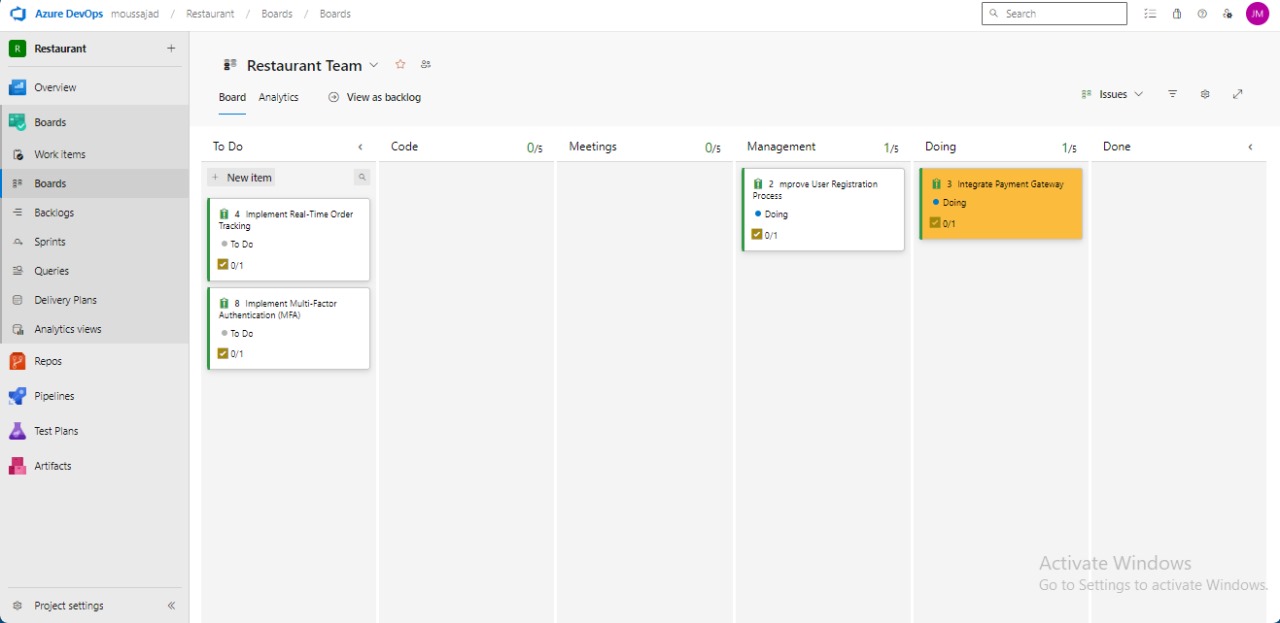 Azure DevOps moussajad / Restaurant / Boards / Boards
Search
JM
R Restaurant +
Overview
Boards
Work items
Boards
Backlogs
Sprints
Queries
Delivery Plans
Analytics views
Repos
Pipelines
Test Plans
Artifacts
Project settings
Restaurant Team
Board Analytics View as backlog
Issues
To Do
Code 0/5
Meetings 0/5
Management 1/5
Doing 1/5
Done
+ New item
4 Implement Real-Time Order
Tracking
To Do
0/1
8 Implement Multi-Factor
Authentication (MFA)
To Do
0/1
2 mprove User Registration
Process
Doing
0/1
3 Integrate Payment Gateway
Doing
0/1
Activate Windows
Go to Settings to activate Windows.